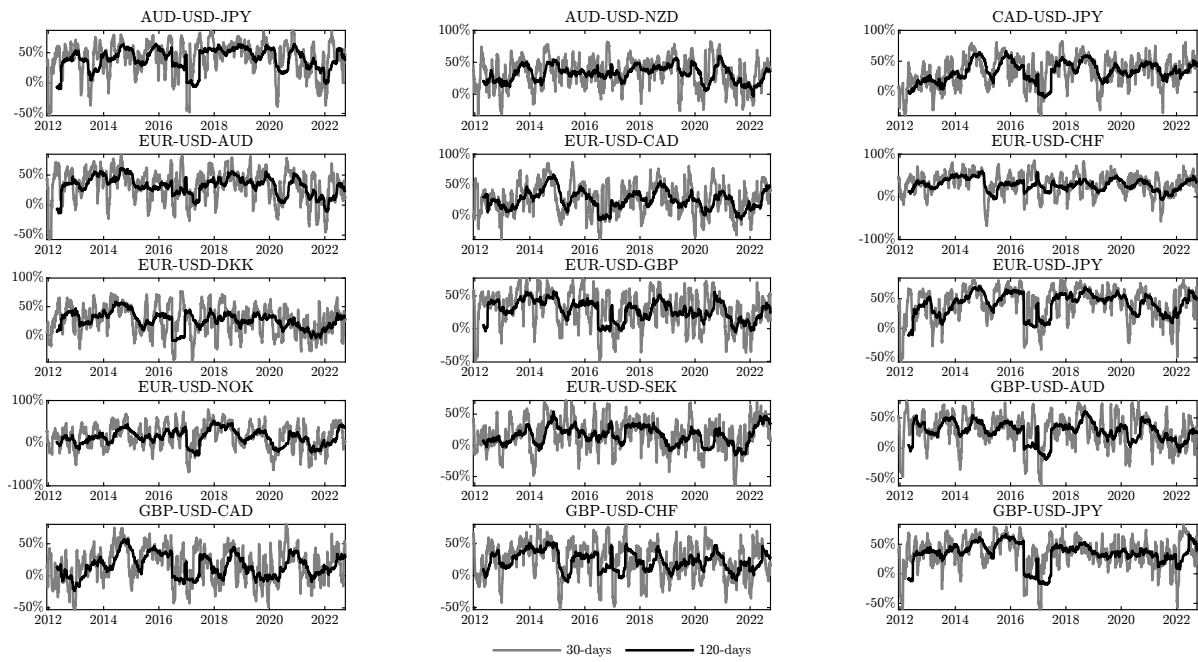 AUD-USD-JPY AUD-USD-NZD CAD-USD-JPY
50% 100% 100%
0% 50% 50%
-50% 0% 0%
2012 2014 2016 2018 2020 2022 2012 2014 2016 2018 2020 2022 2012 2014 2016 2018 2020 2022
EUR-USD-AUD EUR-USD-CAD EUR-USD-CHF
50% 100% 100%
0% 50% 0%
-50% 0% -100%
2012 2014 2016 2018 2020 2022 2012 2014 2016 2018 2020 2022 2012 2014 2016 2018 2020 2022
EUR-USD-DKK EUR-USD-GBP EUR-USD-JPY
100% 50% 50%
50% 0% 0%
0% -50% -50%
2012 2014 2016 2018 2020 2022 2012 2014 2016 2018 2020 2022 2012 2014 2016 2018 2020 2022
EUR-USD-NOK EUR-USD-SEK GBP-USD-AUD
100% 50% 50%
0% 0% 0%
-100% -50% -50%
2012 2014 2016 2018 2020 2022 2012 2014 2016 2018 2020 2022 2012 2014 2016 2018 2020 2022
GBP-USD-CAD GBP-USD-CHF GBP-USD-JPY
50% 50% 50%
0% 0% 0%
-50% -50% -50%
2012 2014 2016 2018 2020 2022 2012 2014 2016 2018 2020 2022 2012 2014 2016 2018 2020 2022
30-days 120-days